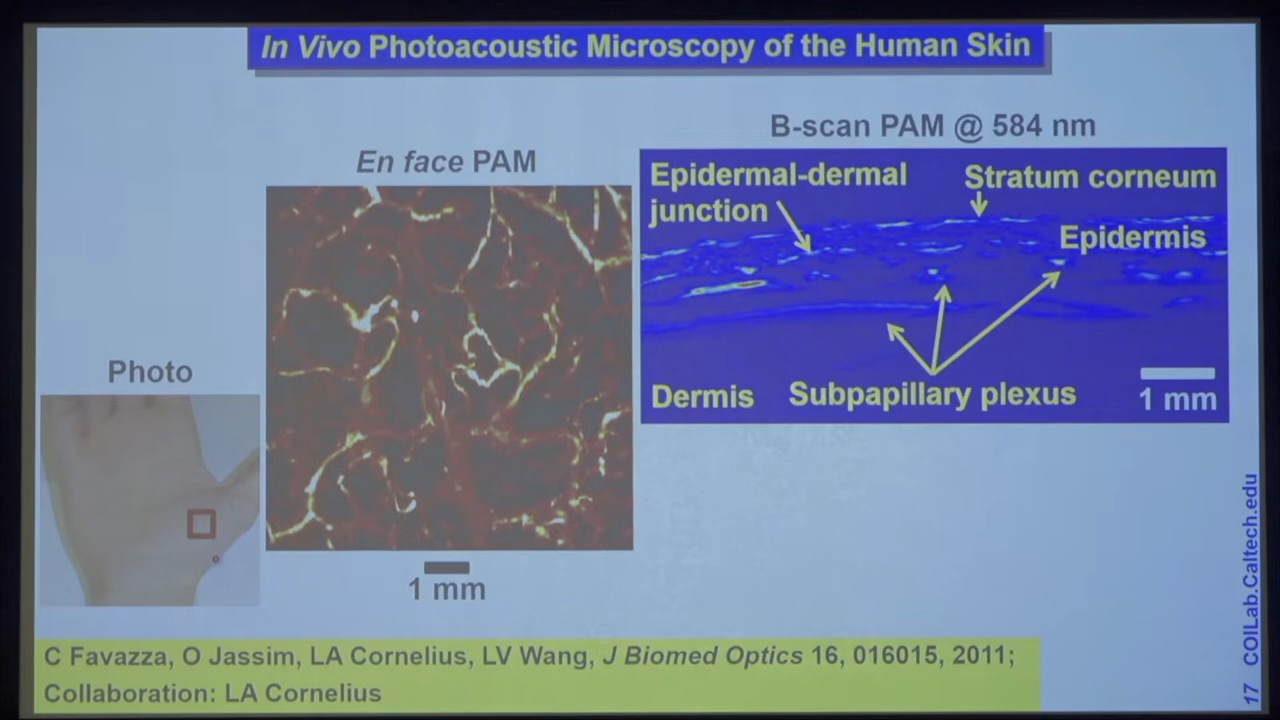 In Vivo Photoacoustic Microscopy of the Human Skin
B-scan PAM @ 584 nm
En face PAM
Epidermal-dermal
junction
Stratum corneum
Epidermis
Dermis
Subpapillary plexus
1 mm
Photo
1 mm
C Favazza, O Jassim, LA Cornelius, LV Wang, J Biomed Optics 16, 016015, 2011;
Collaboration: LA Cornelius
17 COILab.Caltech.edu